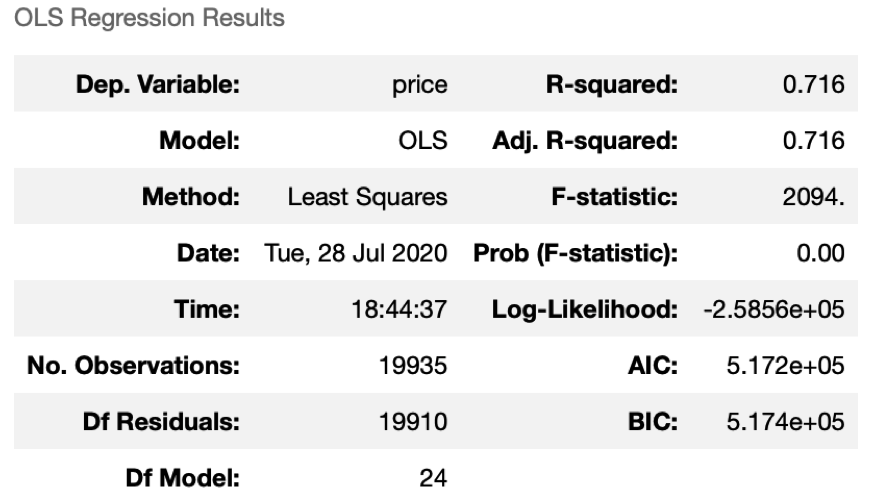 OLS Regression Results
Dep. Variable: price R-squared: 0.716
Model: OLS Adj. R-squared: 0.716
Method: Least Squares F-statistic: 2094.
Date: Tue, 28 Jul 2020 Prob (F-statistic): 0.00
Time: 18:44:37 Log-Likelihood: -2.5856e+05
No. Observations: 19935 AIC: 5.172e+05
Df Residuals: 19910 BIC: 5.174e+05
Df Model: 24